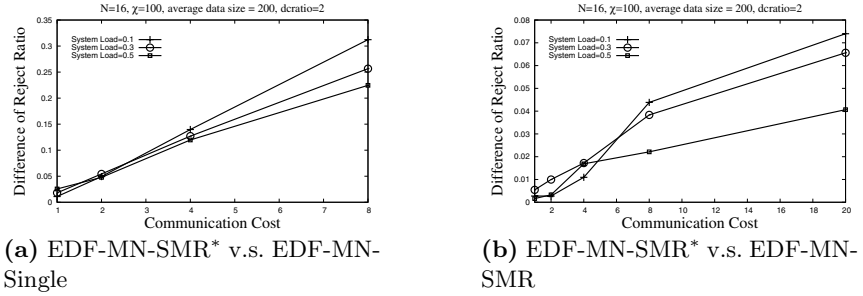 N=16, χ=100, average data size = 200, dcratio=2
0.35
0.3
0.25
0.2
0.15
0.1
0.05
0
Difference of Reject Ratio
System Load=0.1
System Load=0.3
System Load=0.5
1 2 3 4 5 6 7 8
Communication Cost
(a) EDF-MN-SMR* v.s. EDF-MN-
Single
N=16, χ=100, average data size = 200, dcratio=2
0.08
0.07
0.06
0.05
0.04
0.03
0.02
0.01
0
Difference of Reject Ratio
System Load=0.1
System Load=0.3
System Load=0.5
2 4 6 8 10 12 14 16 18 20
Communication Cost
(b) EDF-MN-SMR* v.s. EDF-MN-
SMR